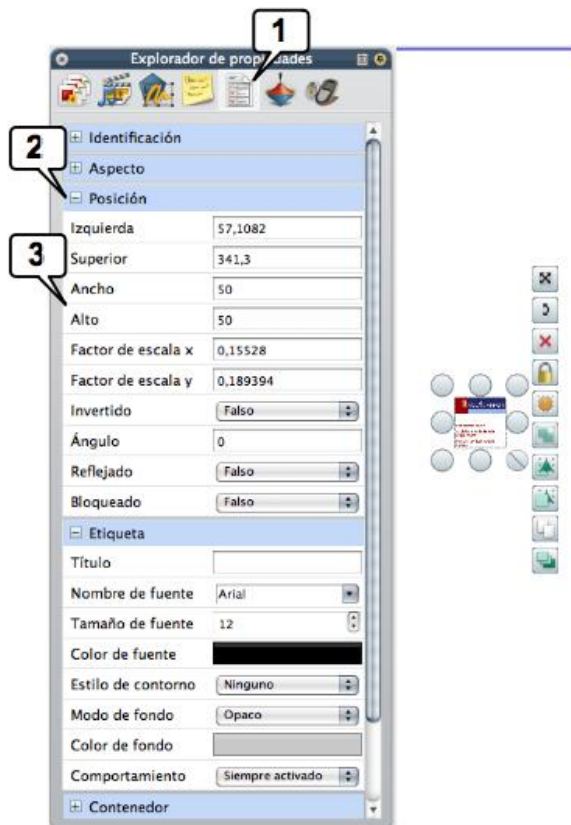 1
Explorador de propiedades
2
Identificación
Aspecto
Posición
Izquierda 57,1082
3
Superior 341,3
Ancho 50
Alto 50
Factor de escala x 0,15528
Factor de escala y 0,189394
Invertido Falso
Ángulo 0
Reflejado Falso
Bloqueado Falso
Etiqueta
Título
Nombre de fuente Arial
Tamaño de fuente 12
Color de fuente
Estilo de contorno Ninguno
Modo de fondo Opaco
Color de fondo
Comportamiento Siempre activado
Contenedor